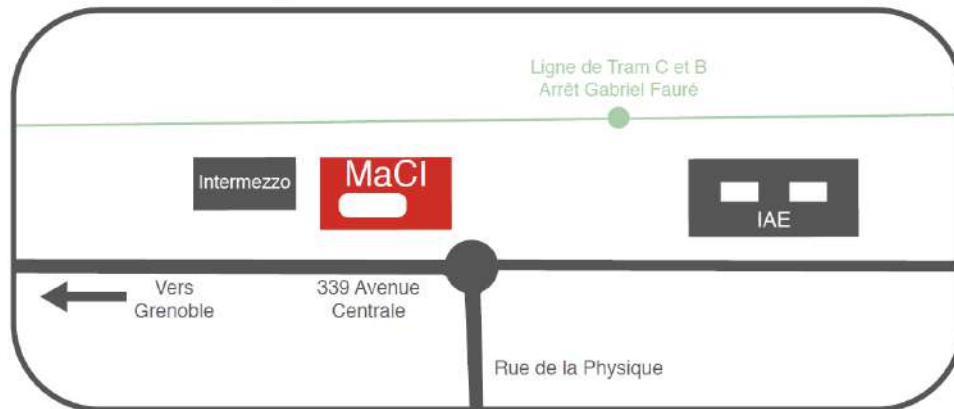 Ligne de Tram C et B
Arrêt Gabriel Fauré
Intermezzo
MaCI
IAE
Vers
Grenoble
339 Avenue
Centrale
Rue de la Physique